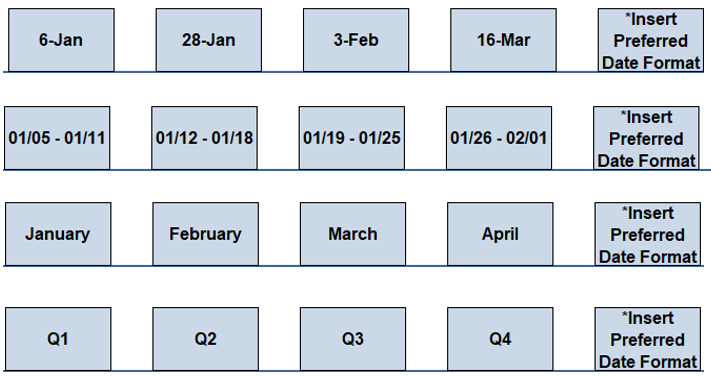 6-Jan 28-Jan 3-Feb 16-Mar *Insert
Preferred
Date Format
01/05 - 01/11 01/12 - 01/18 01/19 - 01/25 01/26 - 02/01 *Insert
Preferred
Date Format
January February March April *Insert
Preferred
Date Format
Q1 Q2 Q3 Q4 *Insert
Preferred
Date Format